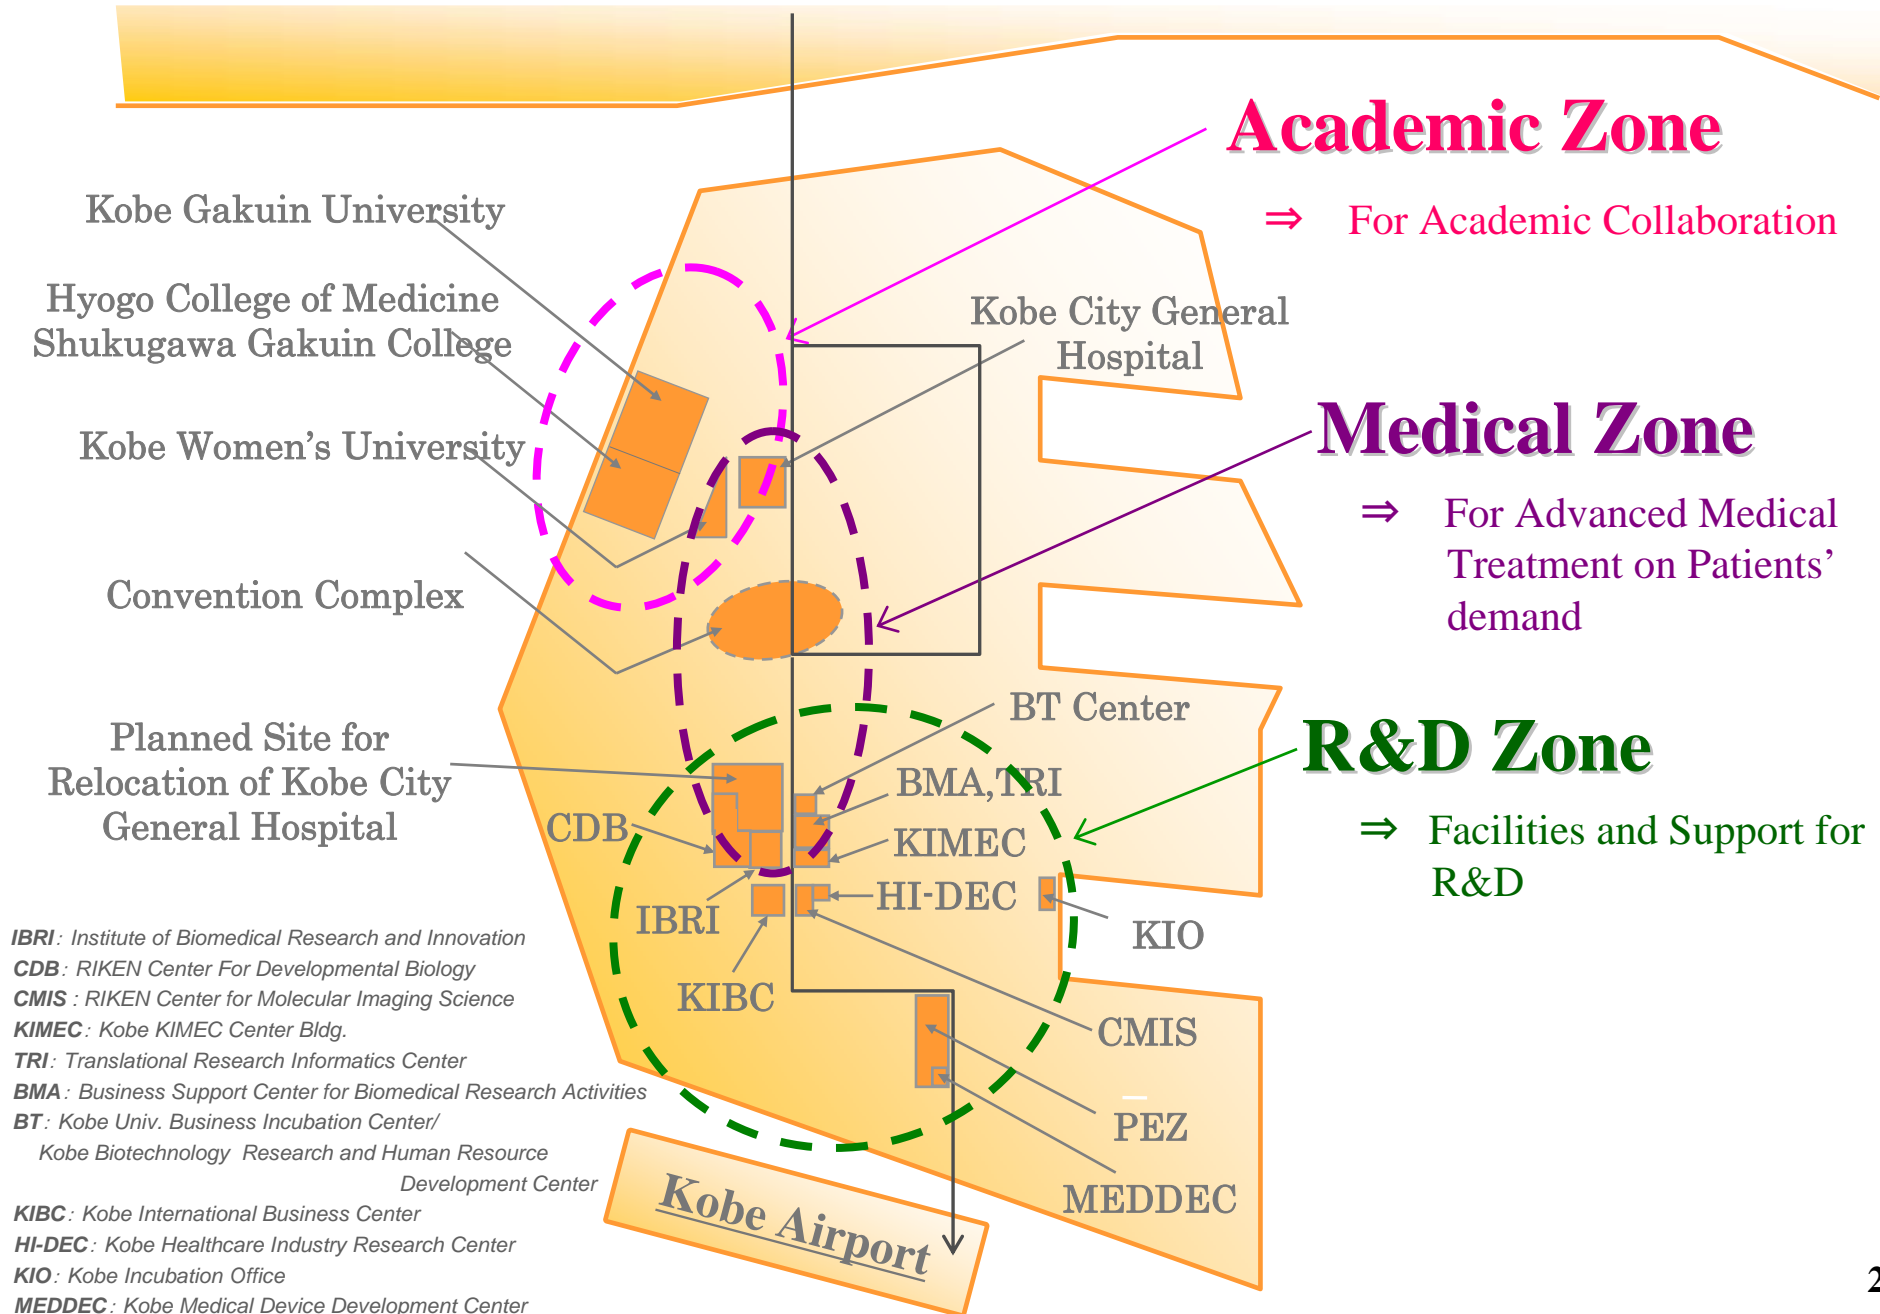 Academic Zone
⇒ For Academic Collaboration
Kobe Gakuin University
Hyogo College of Medicine
Shukugawa Gakuin College
Kobe City General
Hospital
Kobe Women's University
Medical Zone
⇒ For Advanced Medical
Treatment on Patients'
demand
Convention Complex
BT Center
Planned Site for
Relocation of Kobe City
General Hospital
R&D Zone
⇒ Facilities and Support for
R&D
BMA,TRI
CDB
KIMEC
HI-DEC
IBRI
KIO
KIBC
CMIS
PEZ
MEDDEC
Kobe Airport
IBRI : Institute of Biomedical Research and Innovation
CDB : RIKEN Center For Developmental Biology
CMIS : RIKEN Center for Molecular Imaging Science
KIMEC : Kobe KIMEC Center Bldg.
TRI : Translational Research Informatics Center
BMA : Business Support Center for Biomedical Research Activities
BT : Kobe Univ. Business Incubation Center/
Kobe Biotechnology Research and Human Resource
Development Center
KIBC : Kobe International Business Center
HI-DEC : Kobe Healthcare Industry Research Center
KIO : Kobe Incubation Office
MEDDEC : Kobe Medical Device Development Center
2